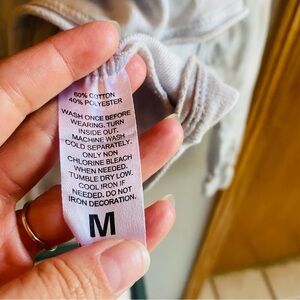 60% COTTON
40% POLYESTER
WASH ONCE BEFORE
WEARING. TURN
INSIDE OUT.
MACHINE WASH
COLD SEPARATELY.
ONLY NON
CHLORINE BLEACH
WHEN NEEDED.
TUMBLE DRY LOW.
COOL IRON IF
NEEDED. DO NOT
IRON DECORATION.
M